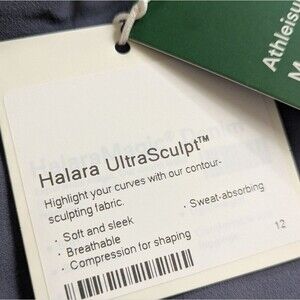 Athleisu
M
Halara UltraSculpt™
Highlight your curves with our contour-
sculpting fabric.
· Soft and sleek
· Sweat-absorbing
· Breathable
· Compression for shaping
12